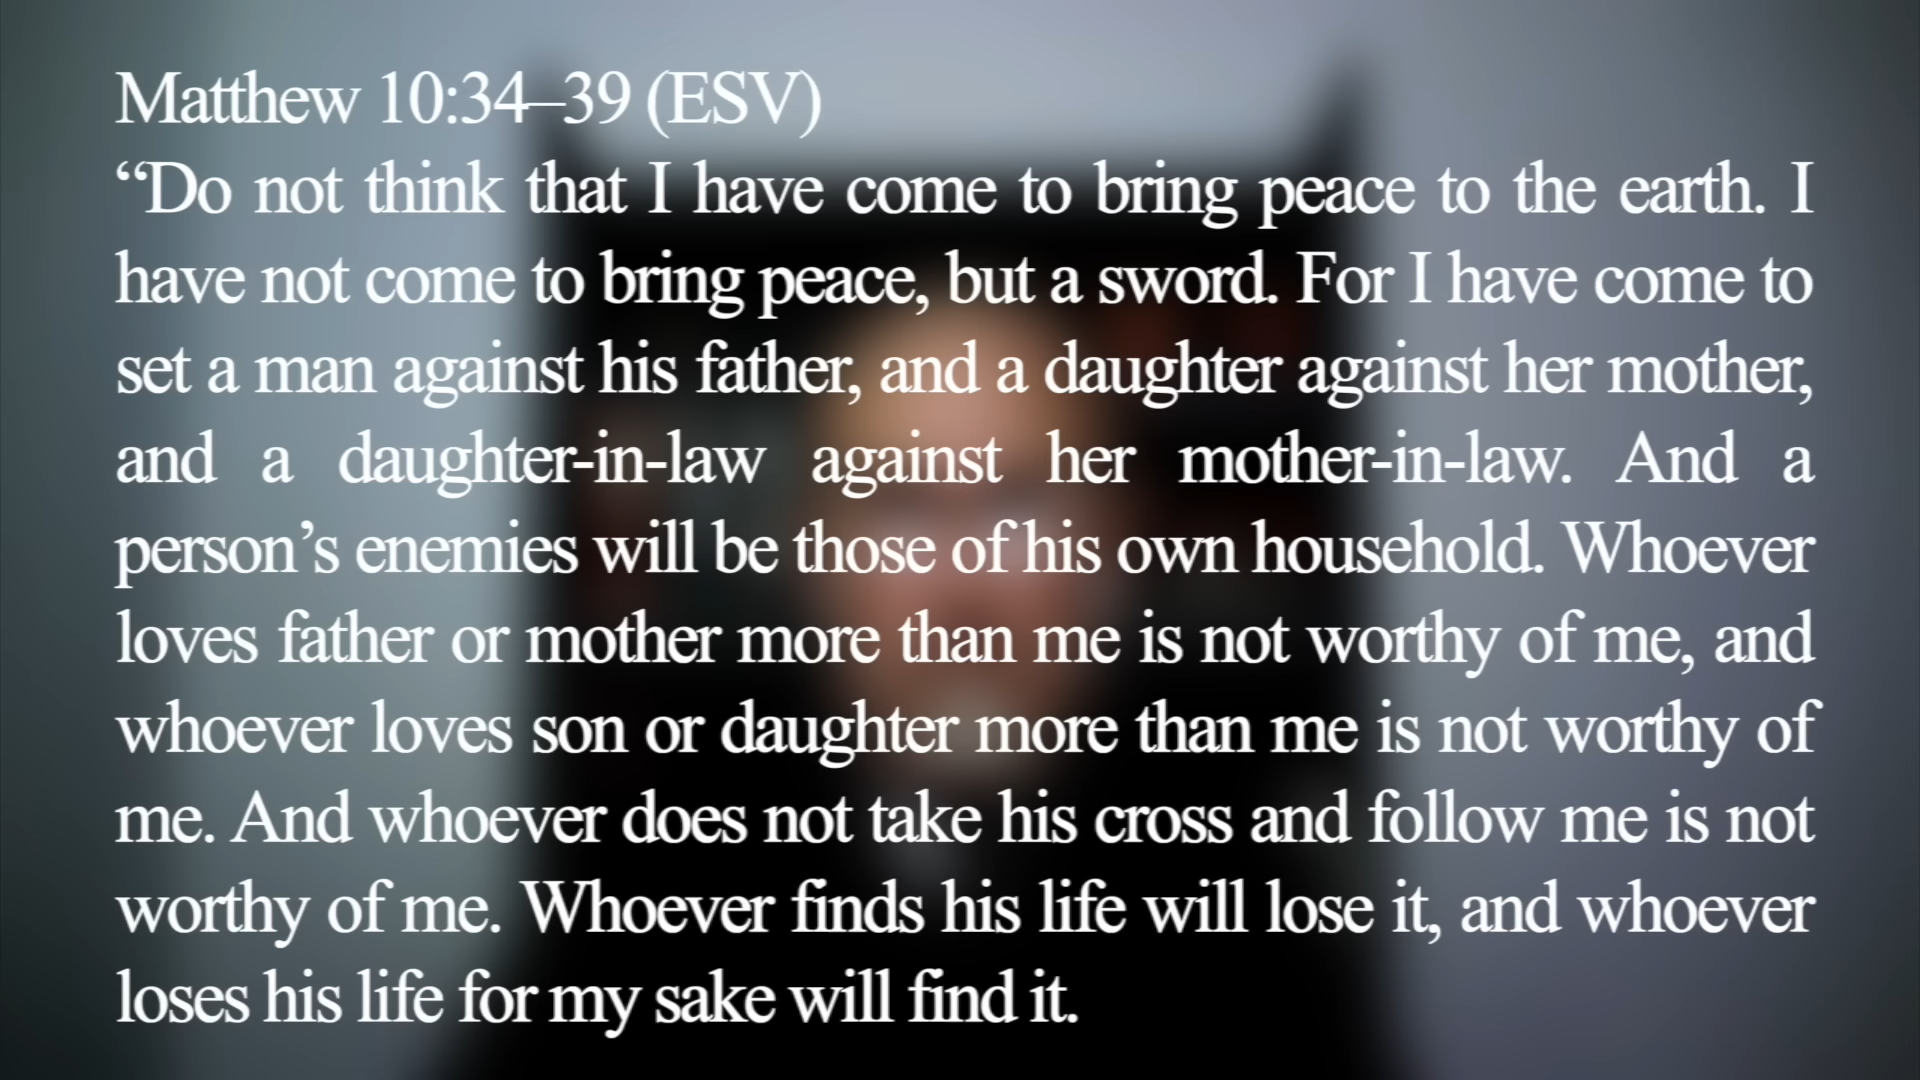 Matthew 10:34–39 (ESV)
“Do not think that I have come to bring peace to the earth. I
have not come to bring peace, but a sword. For I have come to
set a man against his father, and a daughter against her mother,
and a daughter-in-law against her mother-in-law. And a
person’s enemies will be those of his own household. Whoever
loves father or mother more than me is not worthy of me, and
whoever loves son or daughter more than me is not worthy of
me. And whoever does not take his cross and follow me is not
worthy of me. Whoever finds his life will lose it, and whoever
loses his life for my sake will find it.